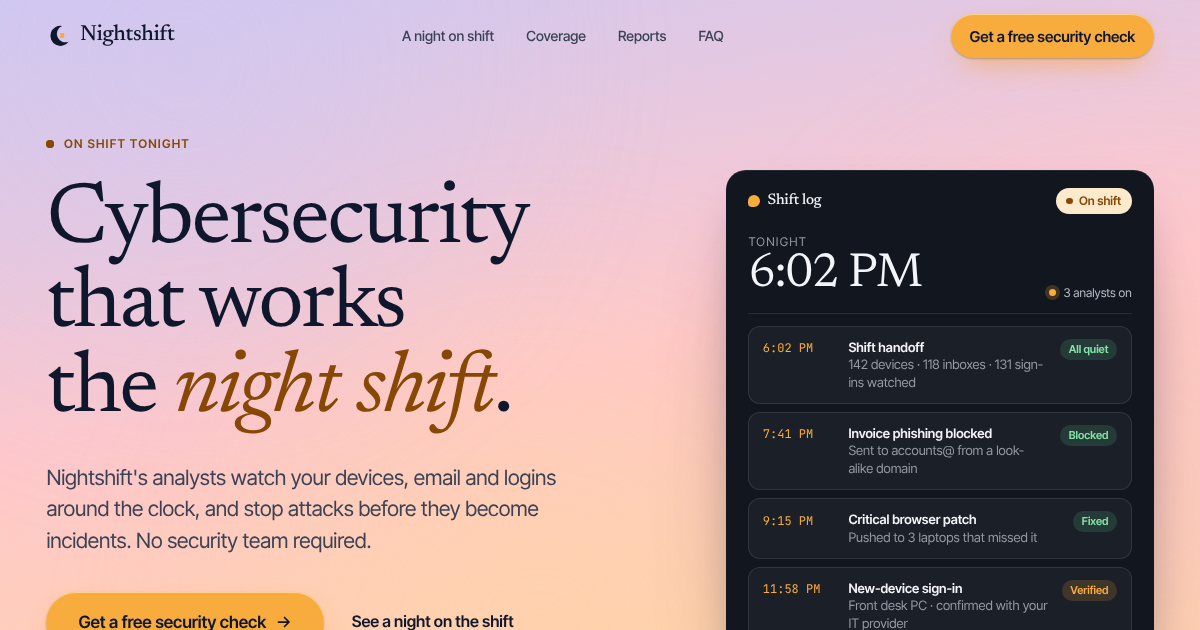 Nightshift
A night on shift
Coverage
Reports
FAQ
Get a free security check
ON SHIFT TONIGHT
Cybersecurity
that works
the night shift.
Nightshift's analysts watch your devices, email and logins
around the clock, and stop attacks before they become
incidents. No security team required.
Get a free security check →
See a night on the shift
Shift log
On shift
TONIGHT
6:02 PM
3 analysts on
6:02 PM
Shift handoff
All quiet
142 devices · 118 inboxes · 131 sign-
ins watched
7:41 PM
Invoice phishing blocked
Blocked
Sent to accounts@ from a look-
alike domain
9:15 PM
Critical browser patch
Fixed
Pushed to 3 laptops that missed it
11:58 PM
New-device sign-in
Verified
Front desk PC · confirmed with your
IT provider